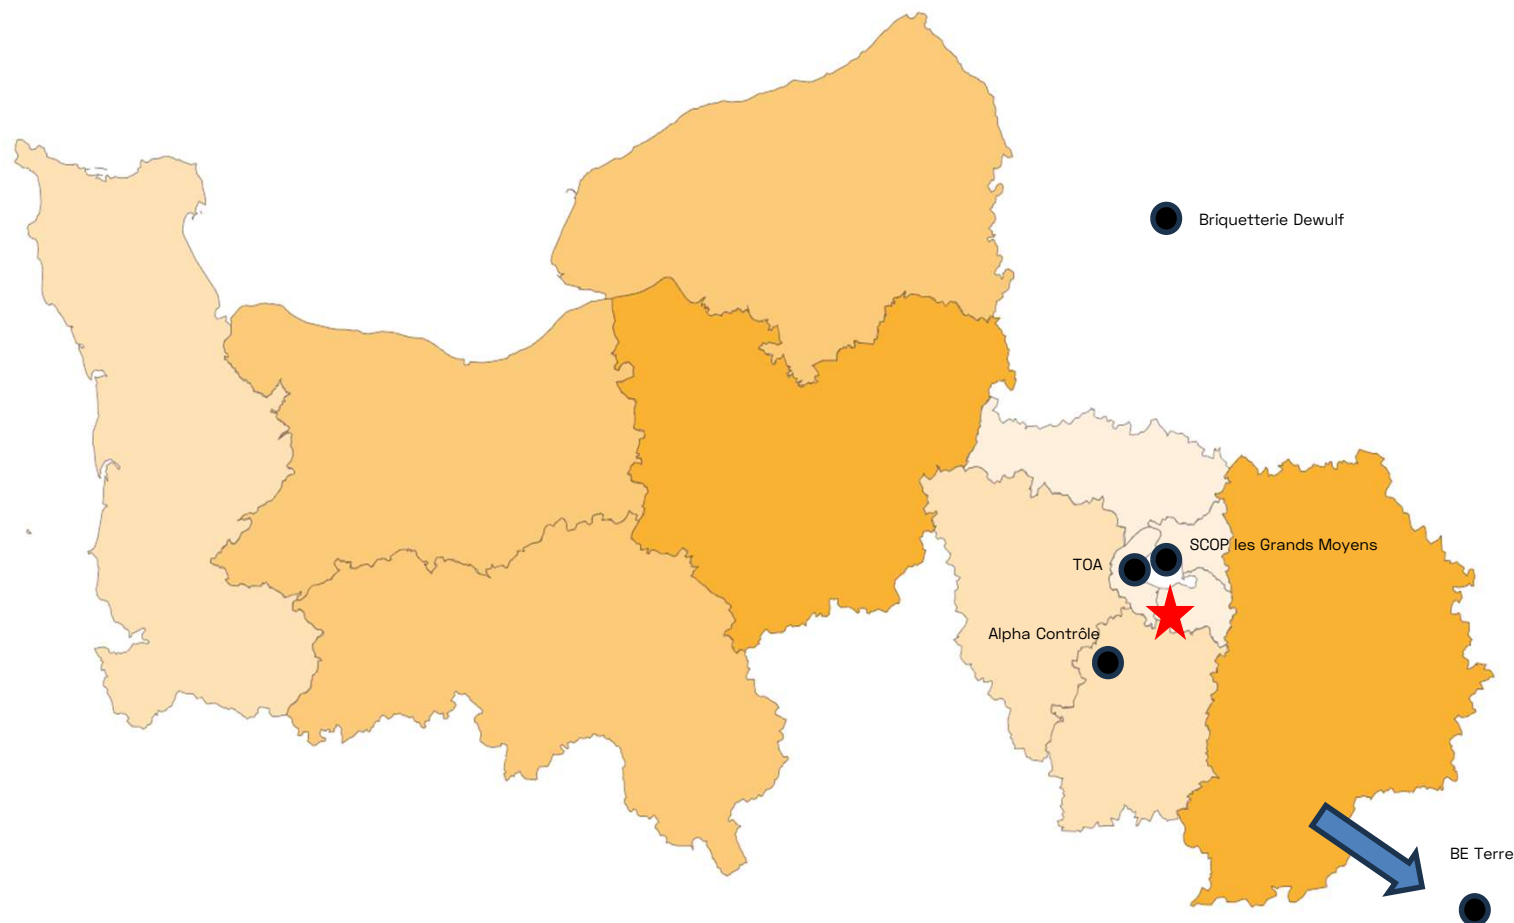 Briquetterie Dewulf
SCOP les Grands Moyens
TOA
Alpha Contrôle
BE Terre